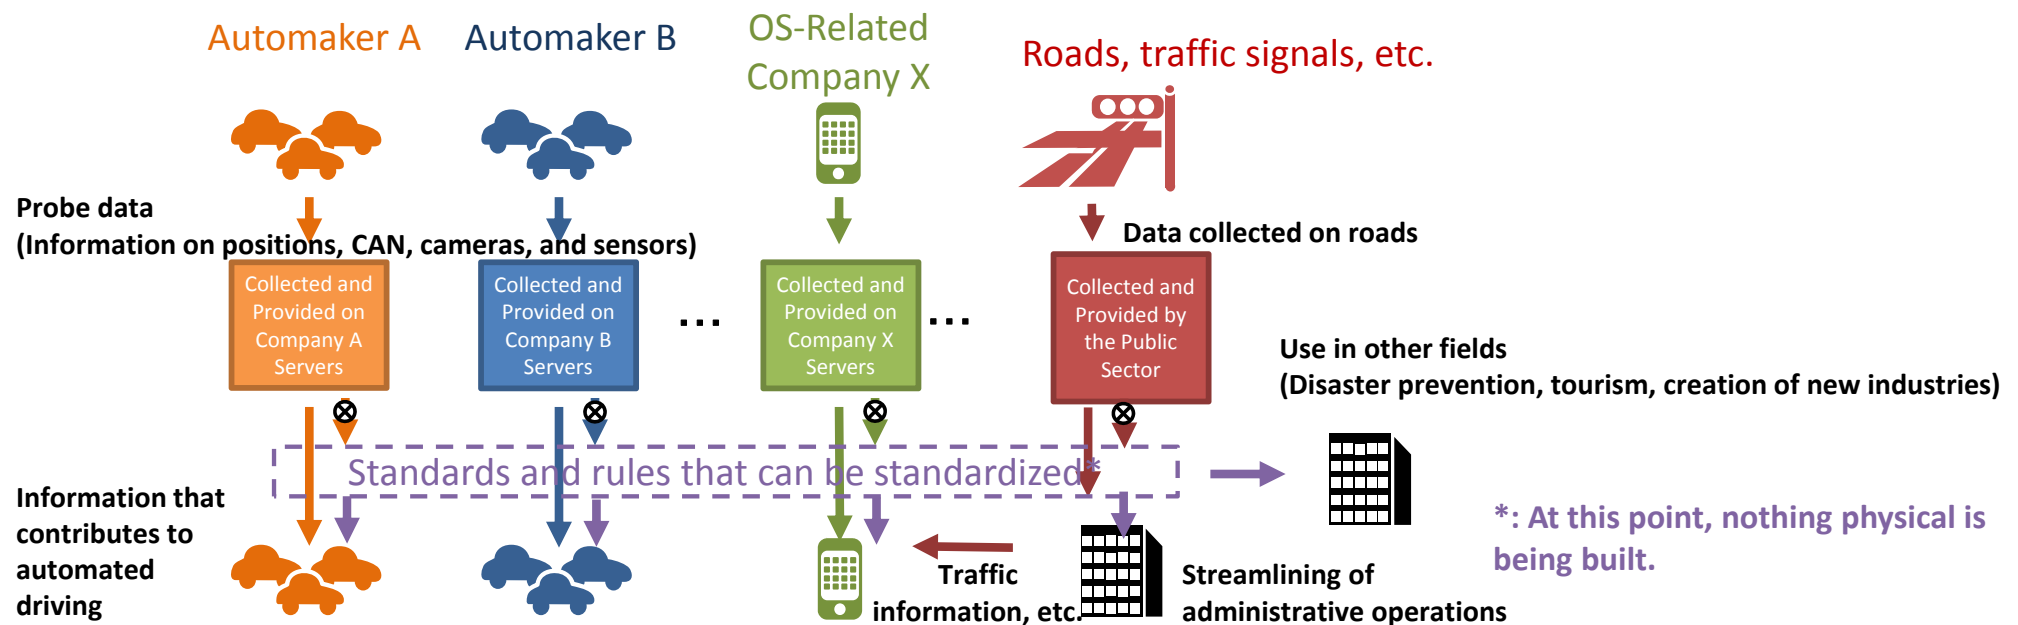 Automaker A
Automaker B
OS-Related
Company X
Roads, traffic signals, etc.
Probe data
(Information on positions, CAN, cameras, and sensors)
Data collected on roads
Collected and
Provided on
Company A
Servers
Collected and
Provided on
Company B
Servers
...
Collected and
Provided on
Company X
Servers
...
Collected and
Provided by
the Public
Sector
Use in other fields
(Disaster prevention, tourism, creation of new industries)
Standards and rules that can be standardized*
Information that
contributes to
automated
driving
Traffic
information, etc.
Streamlining of
administrative operations
*: At this point, nothing physical is
being built.